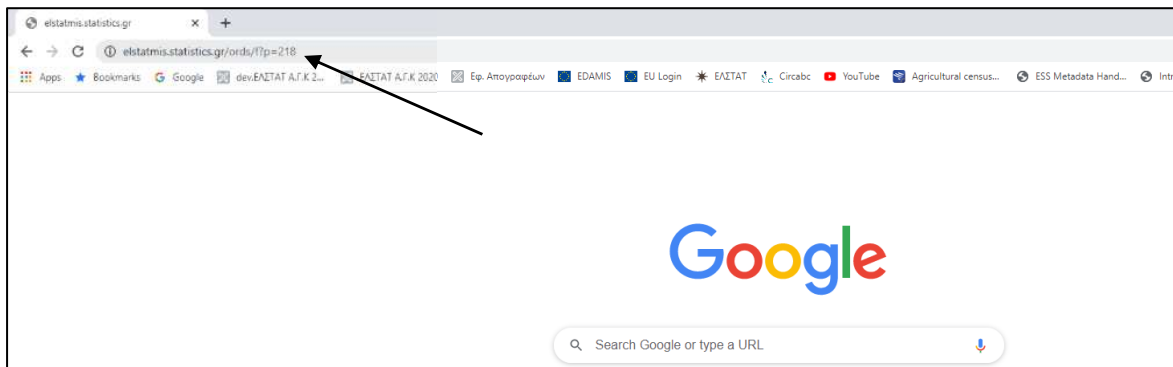 elstatmis.statistics.gr
elstatmis.statistics.gr/ords/f?p=218
Apps Bookmarks Google dev.ΕΛΣΤΑΤ Α.Γ.Κ 2... ΕΛΣΤΑΤ Α.Γ.Κ 2020 Εφ. Απογραφέων EDAMIS EU Login ΕΛΣΤΑΤ Circabc YouTube Agricultural census... ESS Metadata Hand... Intr
Google
Search Google or type a URL